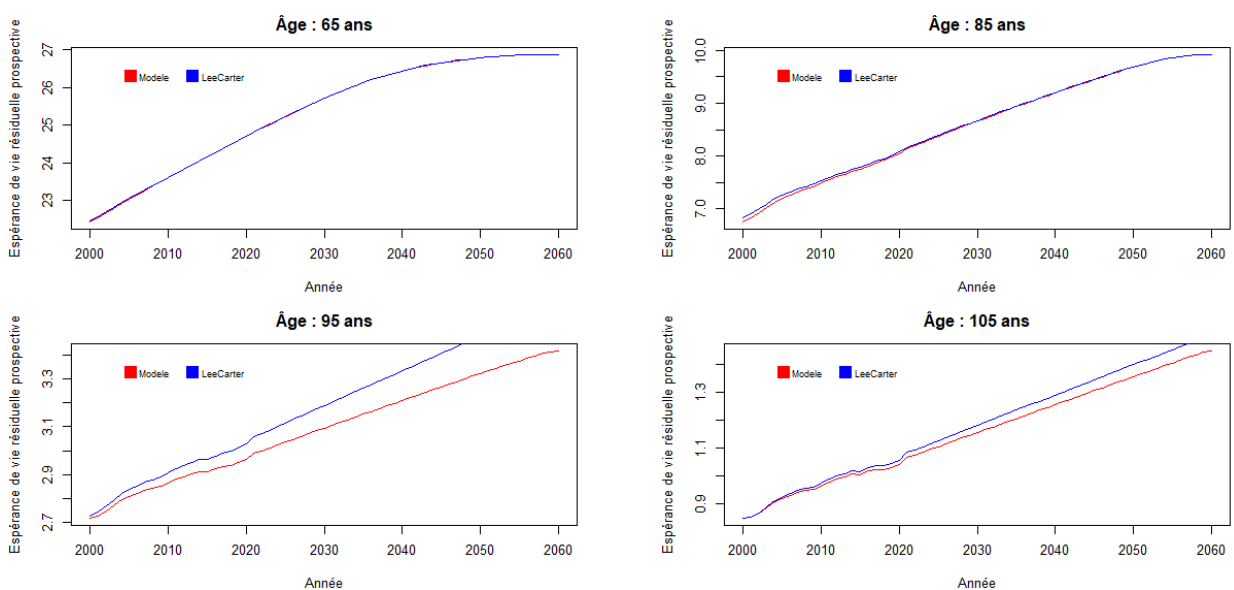 Âge : 65 ans
Espérance de vie résiduelle prospective
27
26
25
24
23
Modele LeeCarter
2000 2010 2020 2030 2040 2050 2060
Année
Âge : 85 ans
Espérance de vie résiduelle prospective
10.0
9.0
8.0
7.0
Modele LeeCarter
2000 2010 2020 2030 2040 2050 2060
Année
Âge : 95 ans
Espérance de vie résiduelle prospective
3.3
3.1
2.9
2.7
Modele LeeCarter
2000 2010 2020 2030 2040 2050 2060
Année
Âge : 105 ans
Espérance de vie résiduelle prospective
1.3
1.1
0.9
Modele LeeCarter
2000 2010 2020 2030 2040 2050 2060
Année